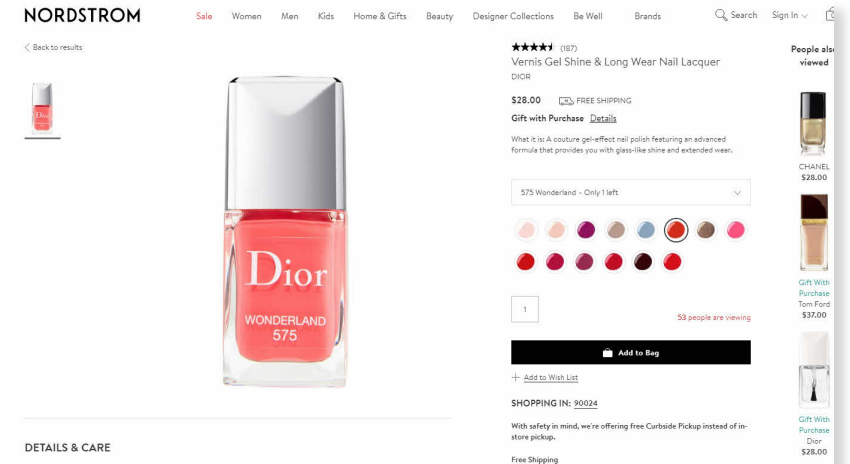 NORDSTROM
Sale Women Men Kids Home & Gifts Beauty Designer Collections Be Well Brands
Search Sign In
Back to results
(187)
Vernis Gel Shine & Long Wear Nail Lacquer
DIOR
$28.00 FREE SHIPPING
Gift with Purchase Details
What it is: A couture gel-effect nail polish featuring an advanced
formula that provides you with glass-like shine and extended wear.
575 Wonderland - Only 1 left
1
53 people are viewing
Add to Bag
Add to Wish List
SHOPPING IN: 90024
With safety in mind, we're offering free Curbside Pickup instead of in-
store pickup.
Free Shipping
Dior
WONDERLAND
575
DETAILS & CARE
People als
viewed
CHANEL
$28.00
Gift With
Purchase
Tom Ford
$37.00
Gift With
Purchase
Dior
$28.00